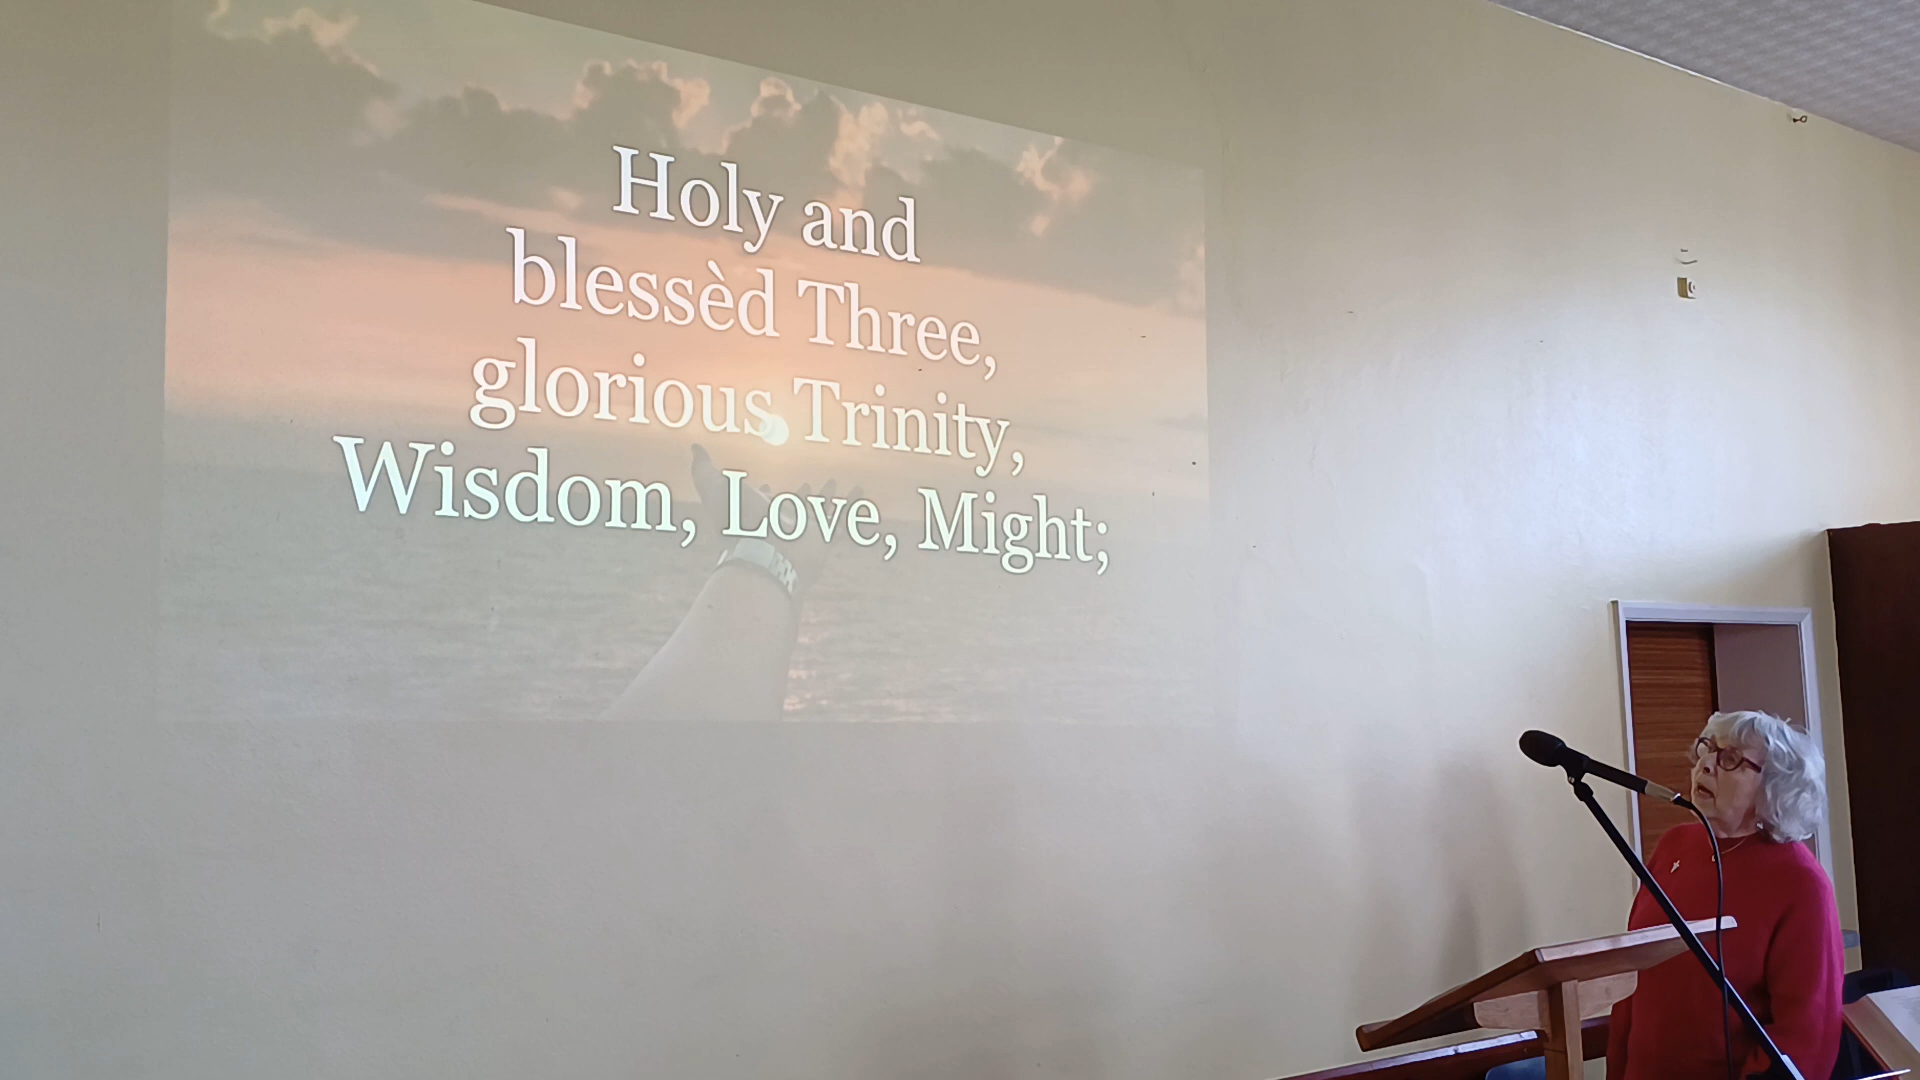 Holy and
blessèd Three,
glorious Trinity,
Wisdom, Love, Might;